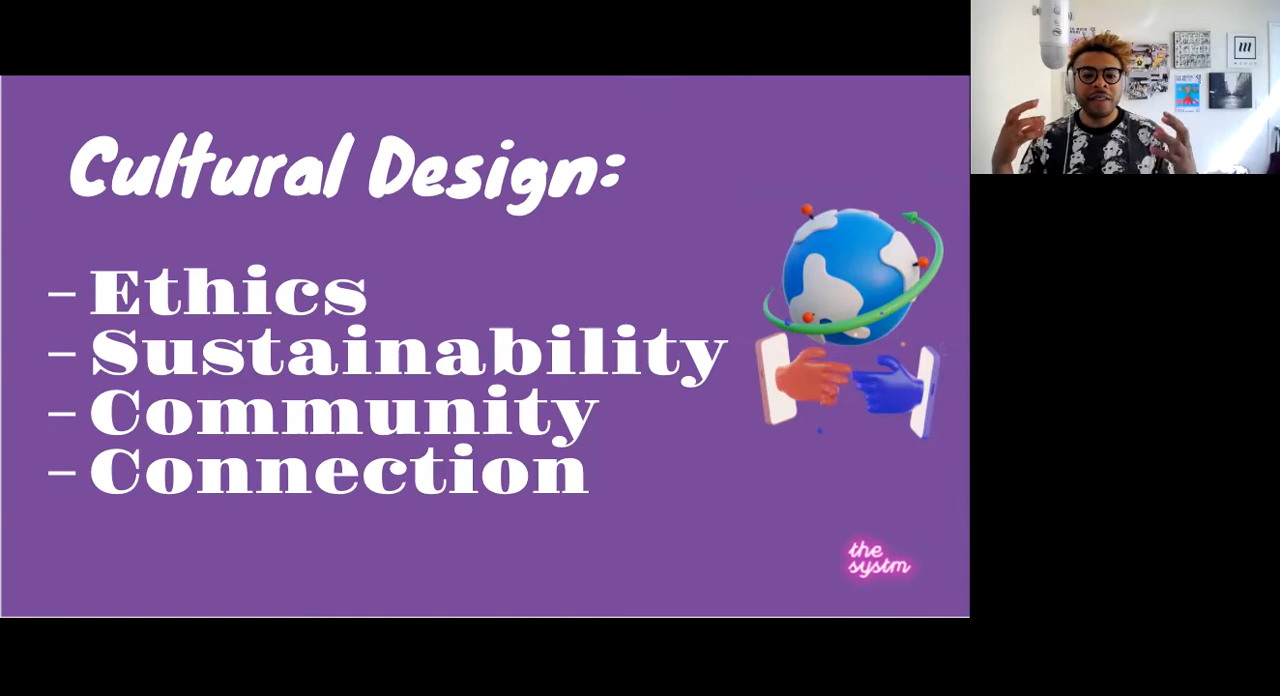 Cultural Design:
– Ethics
– Sustainability
– Community
– Connection
the
systm